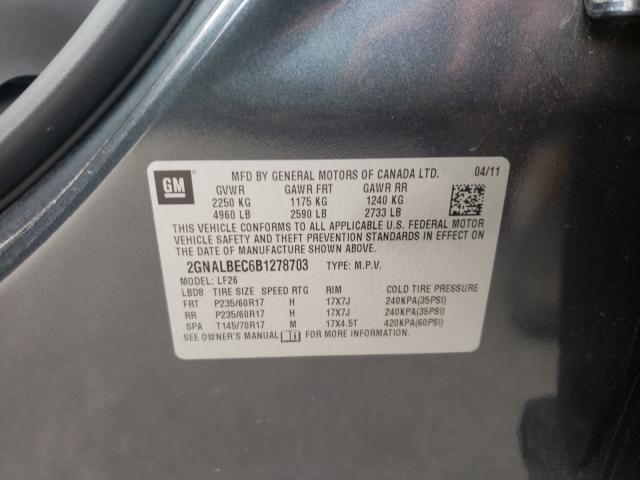 MFD BY GENERAL MOTORS OF CANADA LTD. 04/11
GM
GVWR GAWR FRT GAWR RR
2250 KG 1175 KG 1240 KG
4960 LB 2590 LB 2733 LB
THIS VEHICLE CONFORMS TO ALL APPLICABLE U.S. FEDERAL MOTOR
VEHICLE SAFETY AND THEFT PREVENTION STANDARDS IN EFFECT ON
THE DATE OF MANUFACTURE SHOWN ABOVE.
2GNALBEC6B1278703 TYPE: M.P.V.
MODEL: LF26
LBD8 TIRE SIZE SPEED RTG RIM COLD TIRE PRESSURE
FRT P235/60R17 H 17X7J 240KPA(35PSI)
RR P235/60R17 H 17X7J 240KPA(35PSI)
SPA T145/70R17 M 17X4.5T 420KPA(60PSI)
SEE OWNER'S MANUAL FOR MORE INFORMATION.